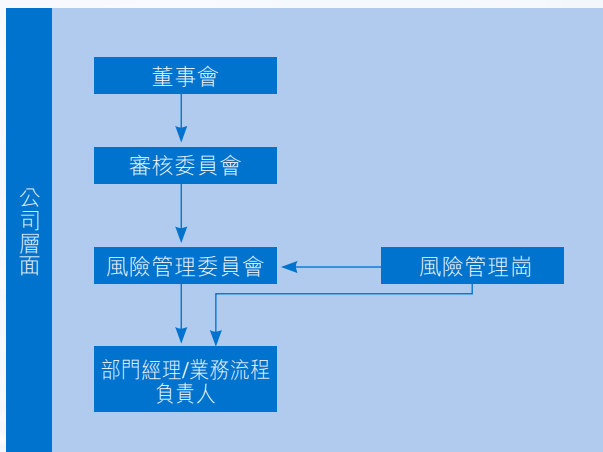 公司層面
董事會
審核委員會
風險管理委員會
風險管理崗
部門經理/業務流程
負責人